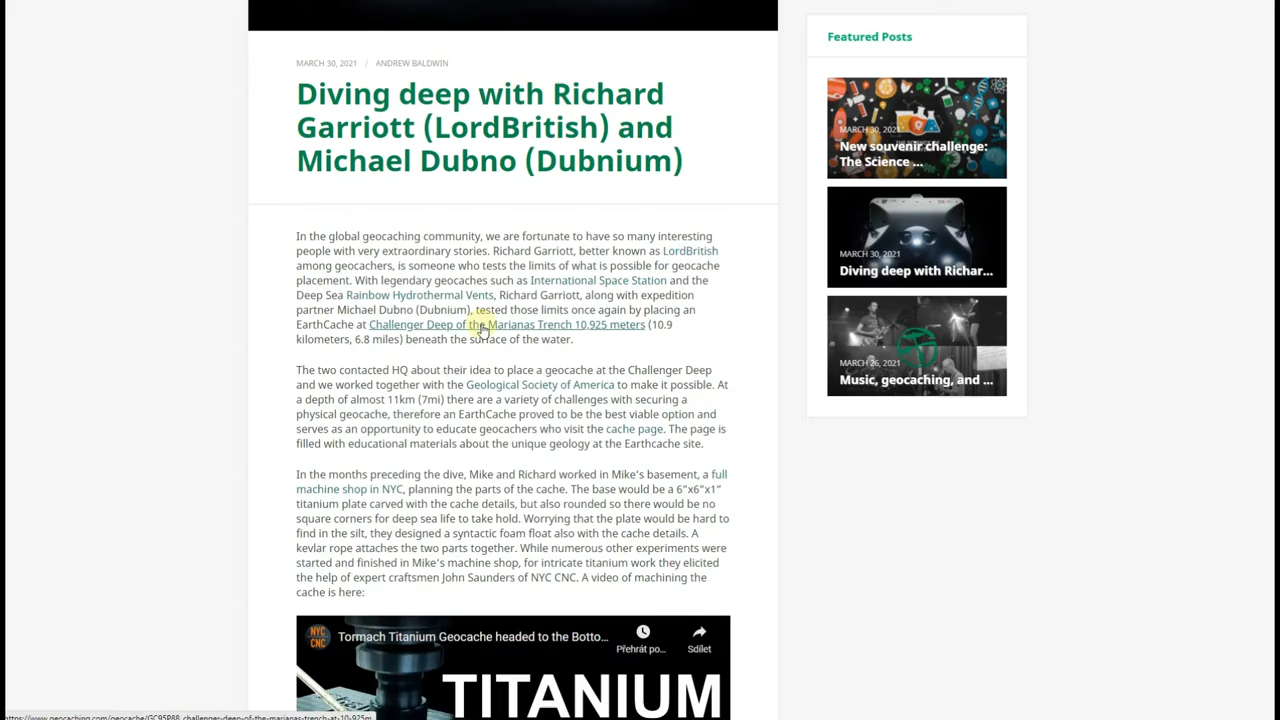 MARCH 30, 2021 / ANDREW BALDWIN
Diving deep with Richard
Garriott (LordBritish) and
Michael Dubno (Dubnium)
In the global geocaching community, we are fortunate to have so many interesting
people with very extraordinary stories. Richard Garriott, better known as LordBritish
among geocachers, is someone who tests the limits of what is possible for geocache
placement. With legendary geocaches such as International Space Station and the
Deep Sea Rainbow Hydrothermal Vents, Richard Garriott, along with expedition
partner Michael Dubno (Dubnium), tested those limits once again by placing an
EarthCache at Challenger Deep of the Marianas Trench 10,925 meters (10.9
kilometers, 6.8 miles) beneath the surface of the water.
The two contacted HQ about their idea to place a geocache at the Challenger Deep
and we worked together with the Geological Society of America to make it possible. At
a depth of almost 11km (7mi) there are a variety of challenges with securing a
physical geocache, therefore an EarthCache proved to be the best viable option and
serves as an opportunity to educate geocachers who visit the cache page. The page is
filled with educational materials about the unique geology at the Earthcache site.
In the months preceding the dive, Mike and Richard worked in Mike's basement, a full
machine shop in NYC, planning the parts of the cache. The base would be a 6”x6”x1”
titanium plate carved with the cache details, but also rounded so there would be no
square corners for deep sea life to take hold. Worrying that the plate would be hard to
find in the silt, they designed a syntactic foam float also with the cache details. A
kevlar rope attaches the two parts together. While numerous other experiments were
started and finished in Mike's machine shop, for intricate titanium work they elicited
the help of expert craftsmen John Saunders of NYC CNC. A video of machining the
cache is here:
NYC
CNC
Tormach Titanium Geocache headed to the Botto...
Přehrát po...
Sdílet
TITANIUM
https://www.geocaching.com/geocache/GC95P88_challenger-deep-of-the-marianas-trench-at-10-925m
Featured Posts
MARCH 30, 2021
New souvenir challenge:
The Science ...
MARCH 30, 2021
Diving deep with Richar...
MARCH 26, 2021
Music, geocaching, and ...